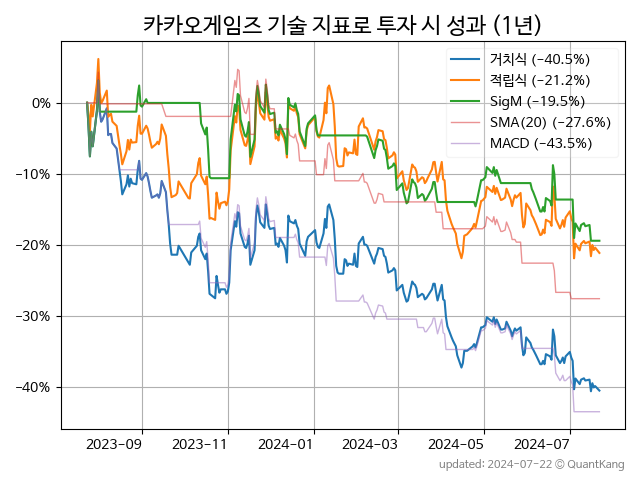 카카오게임즈 기술 지표로 투자 시 성과 (1년)
거치식 (−40.5%)
적립식 (−21.2%)
SigM (−19.5%)
SMA(20) (−27.6%)
MACD (−43.5%)
0%
−10%
−20%
−30%
−40%
2023−09 2023−11 2024−01 2024−03 2024−05 2024−07
updated: 2024-07-22 © QuantKang